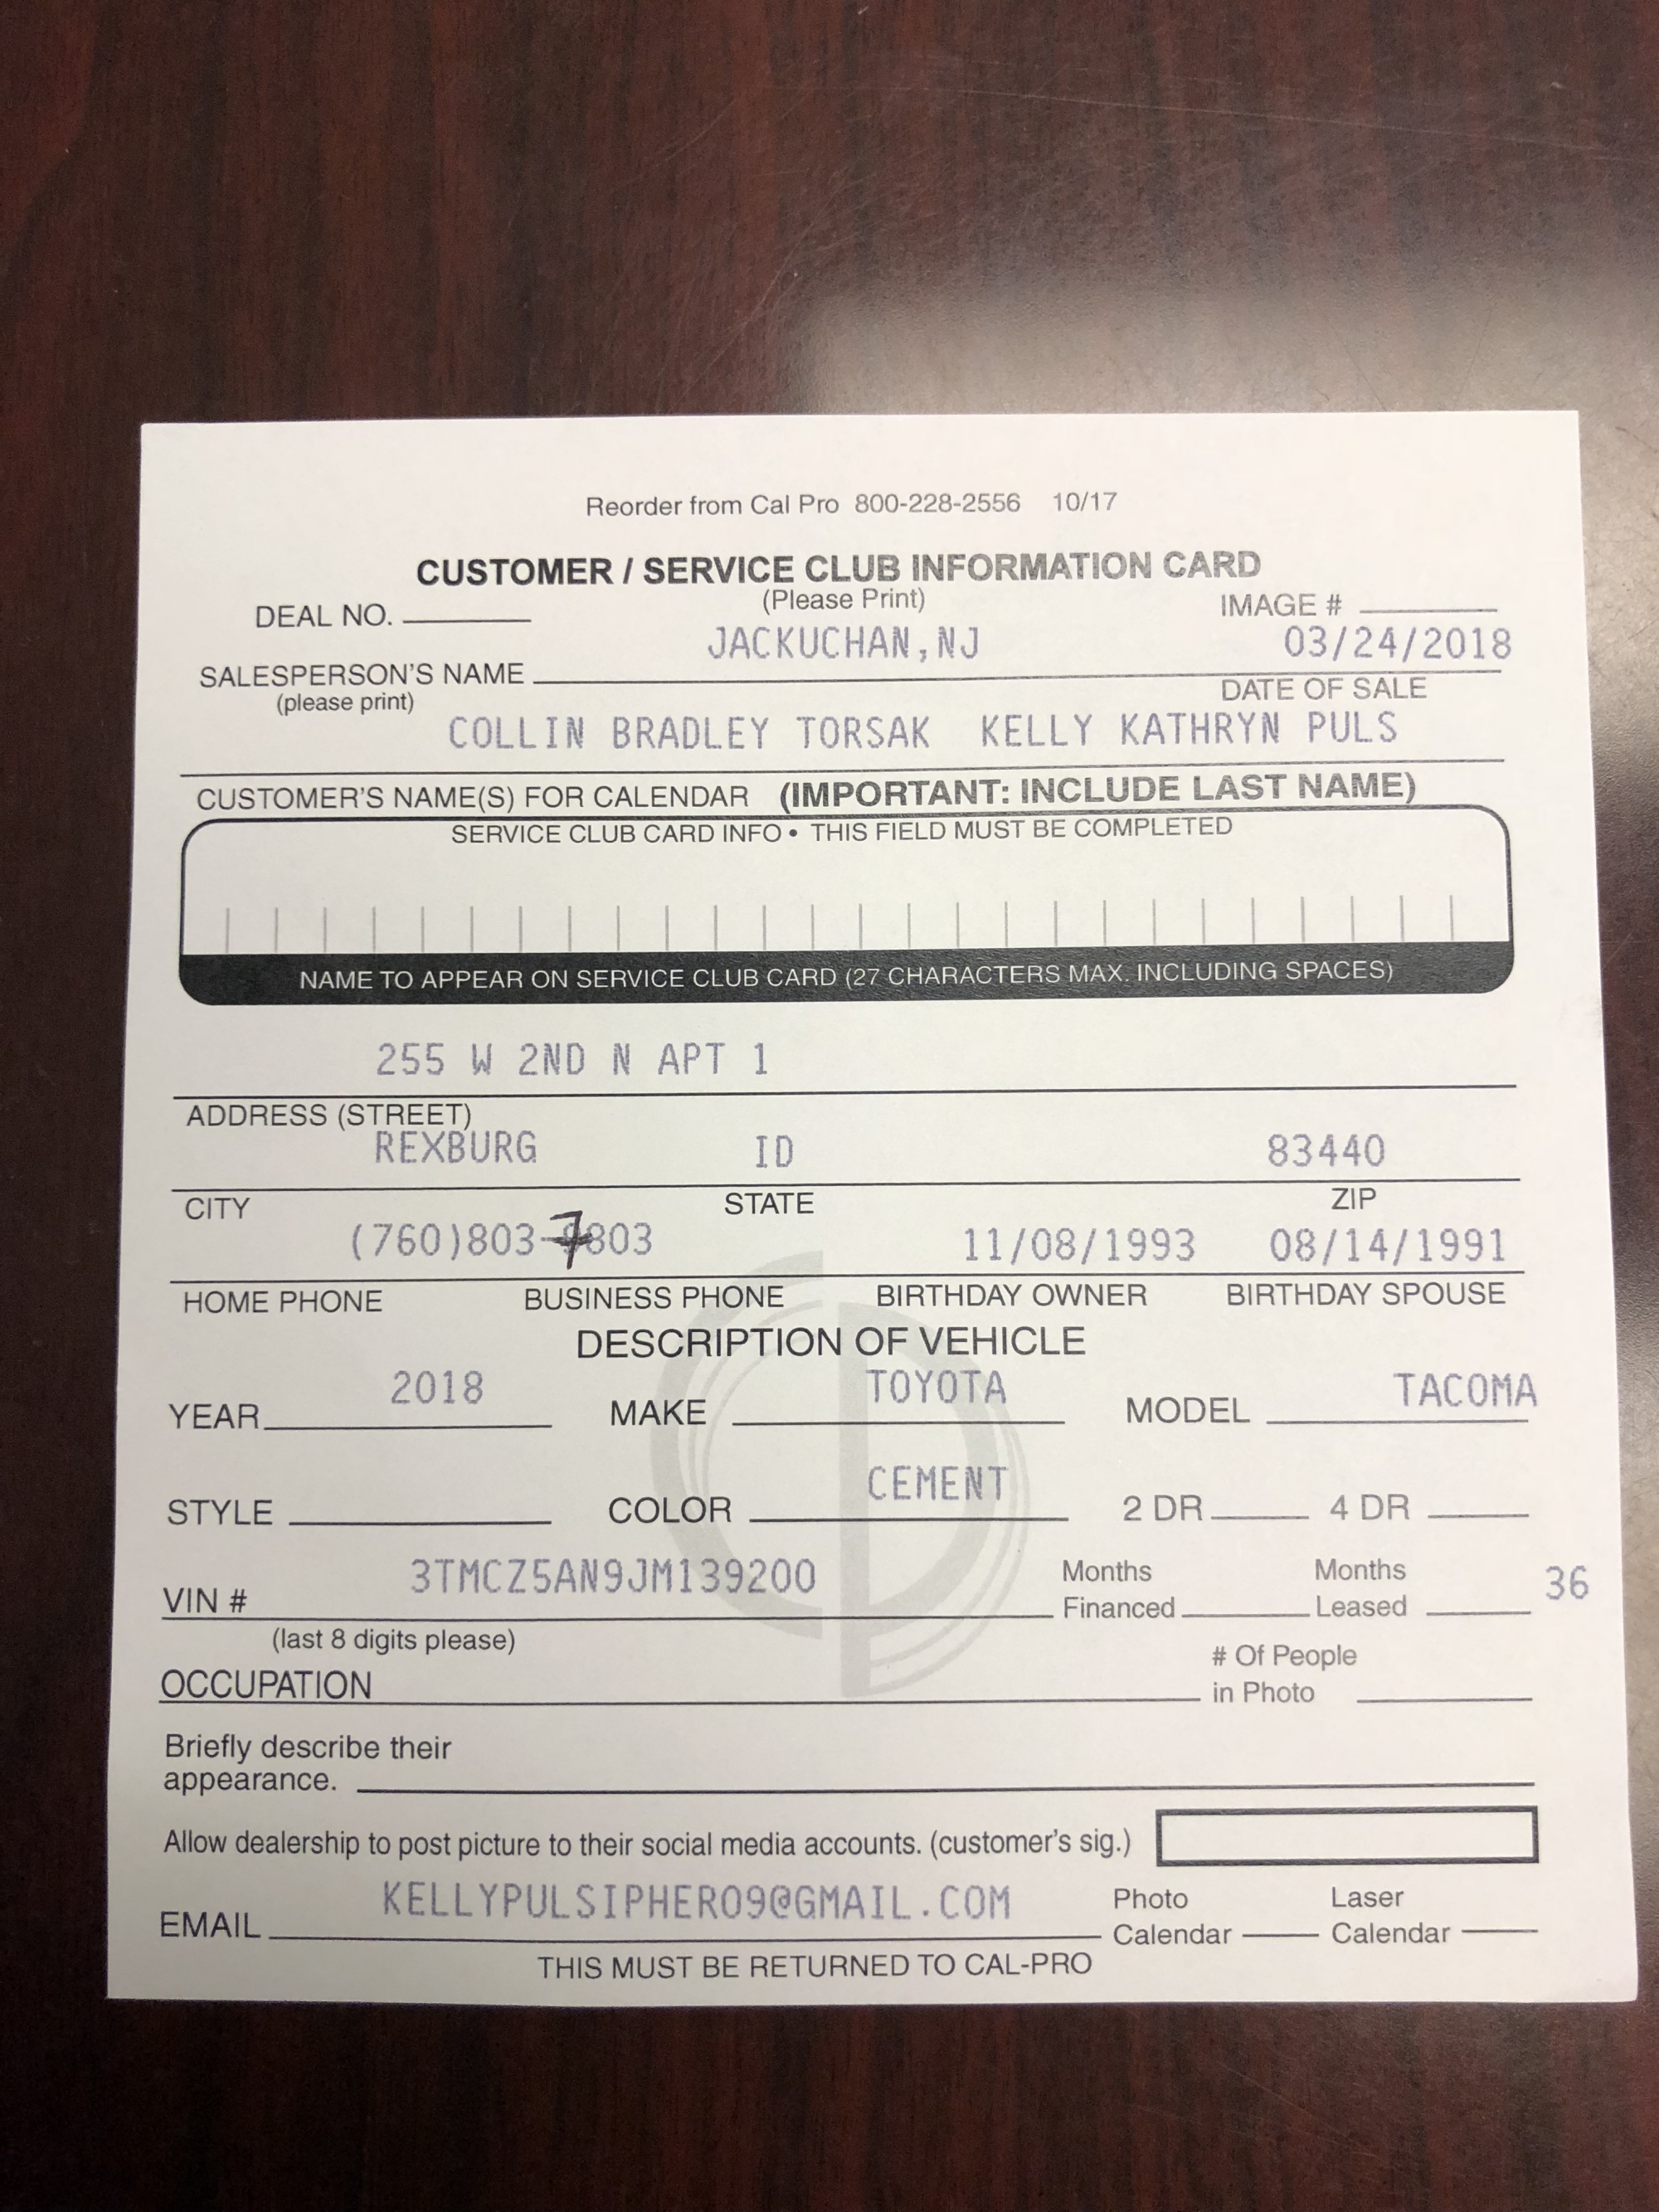 Reorder from Cal Pro 800-228-2556 10/17
CUSTOMER / SERVICE CLUB INFORMATION CARD
(Please Print)
DEAL NO. IMAGE #
JACKUCHAN,NJ 03/24/2018
SALESPERSON'S NAME DATE OF SALE
(please print)
COLLIN BRADLEY TORSAK KELLY KATHRYN PULS
CUSTOMER'S NAME(S) FOR CALENDAR (IMPORTANT: INCLUDE LAST NAME)
SERVICE CLUB CARD INFO • THIS FIELD MUST BE COMPLETED
NAME TO APPEAR ON SERVICE CLUB CARD (27 CHARACTERS MAX. INCLUDING SPACES)
255 W 2ND N APT 1
ADDRESS (STREET)
REXBURG ID 83440
CITY STATE ZIP
(760)803-7803 11/08/1993 08/14/1991
HOME PHONE BUSINESS PHONE BIRTHDAY OWNER BIRTHDAY SPOUSE
DESCRIPTION OF VEHICLE
YEAR 2018 MAKE TOYOTA MODEL TACOMA
STYLE COLOR CEMENT 2 DR 4 DR
VIN # 3TMCZ5AN9JM139200 Months Financed Months Leased 36
(last 8 digits please)
OCCUPATION # Of People in Photo
Briefly describe their
appearance.
Allow dealership to post picture to their social media accounts. (customer's sig.)
EMAIL KELLYPULSIPHER09@GMAIL.COM Photo Calendar Laser Calendar
THIS MUST BE RETURNED TO CAL-PRO